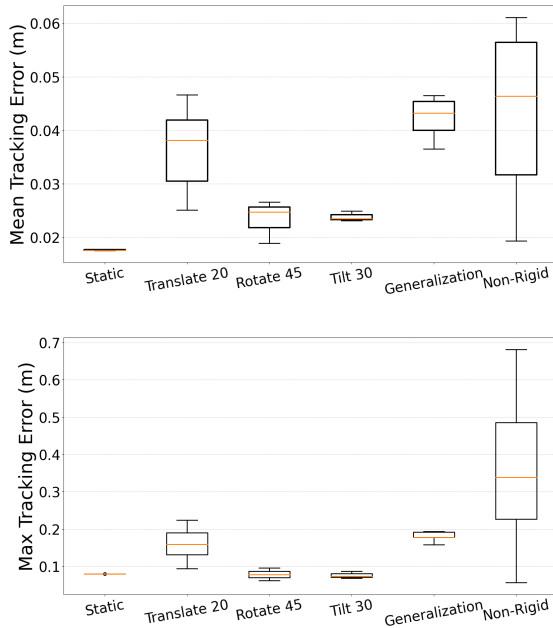 Mean Tracking Error (m)
0.06
0.05
0.04
0.03
0.02
Static
Translate 20
Rotate 45
Tilt 30
Generalization
Non-Rigid
Max Tracking Error (m)
0.7
0.6
0.5
0.4
0.3
0.2
0.1
Static
Translate 20
Rotate 45
Tilt 30
Generalization
Non-Rigid